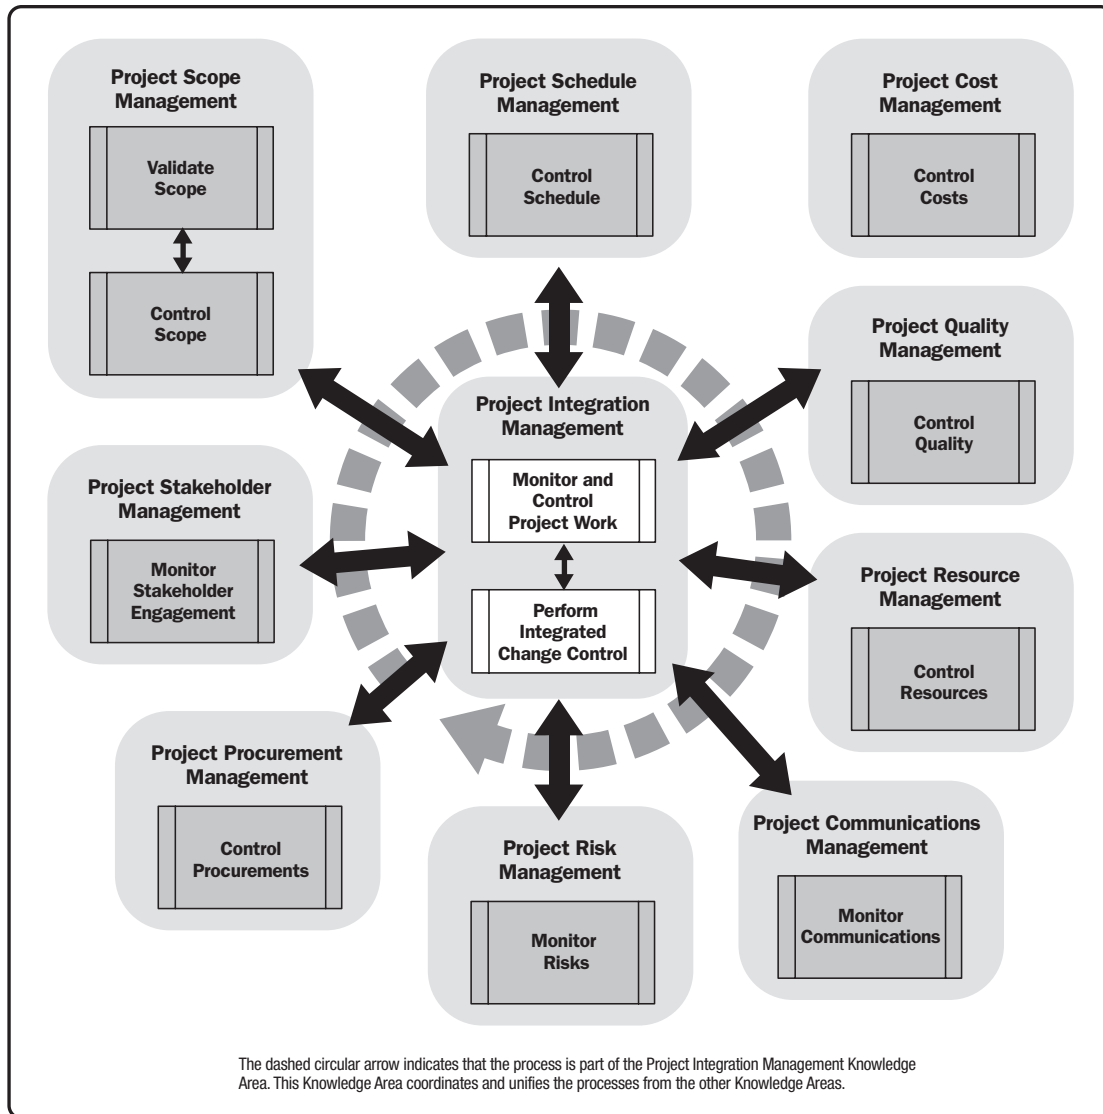 Project Scope
Management
Validate
Scope
Control
Scope
Project Schedule
Management
Control
Schedule
Project Cost
Management
Control
Costs
Project Quality
Management
Control
Quality
Project Integration
Management
Monitor and
Control
Project Work
Perform
Integrated
Change Control
Project Stakeholder
Management
Monitor
Stakeholder
Engagement
Project Resource
Management
Control
Resources
Project Procurement
Management
Control
Procurements
Project Risk
Management
Monitor
Risks
Project Communications
Management
Monitor
Communications
The dashed circular arrow indicates that the process is part of the Project Integration Management Knowledge
Area. This Knowledge Area coordinates and unifies the processes from the other Knowledge Areas.